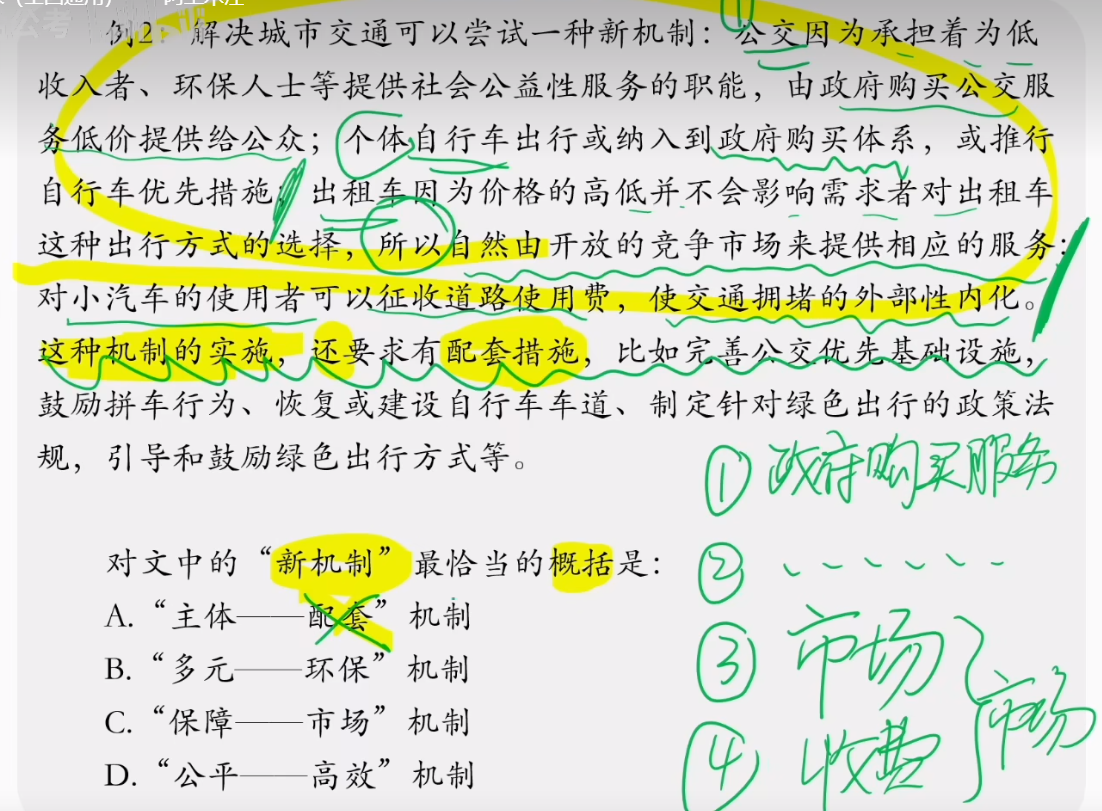 例2：解决城市交通可以尝试一种新机制：公交因为承担着为低
收入者、环保人士等提供社会公益性服务的职能，由政府购买公交服
务低价提供给公众；个体自行车出行或纳入到政府购买体系，或推行
自行车优先措施；出租车因为价格的高低并不会影响需求者对出租车
这种出行方式的选择，所以自然由开放的竞争市场来提供相应的服务；
对小汽车的使用者可以征收道路使用费，使交通拥堵的外部性内化。
这种机制的实施，还要求有配套措施，比如完善公交优先基础设施，
鼓励拼车行为、恢复或建设自行车车道、制定针对绿色出行的政策法
规，引导和鼓励绿色出行方式等。
① 政府购买服务
对文中的“新机制”最恰当的概括是：
②
A.“主体——配套”机制
B.“多元——环保”机制
③ 市场
C.“保障——市场”机制
市场
D.“公平——高效”机制
④ 收费